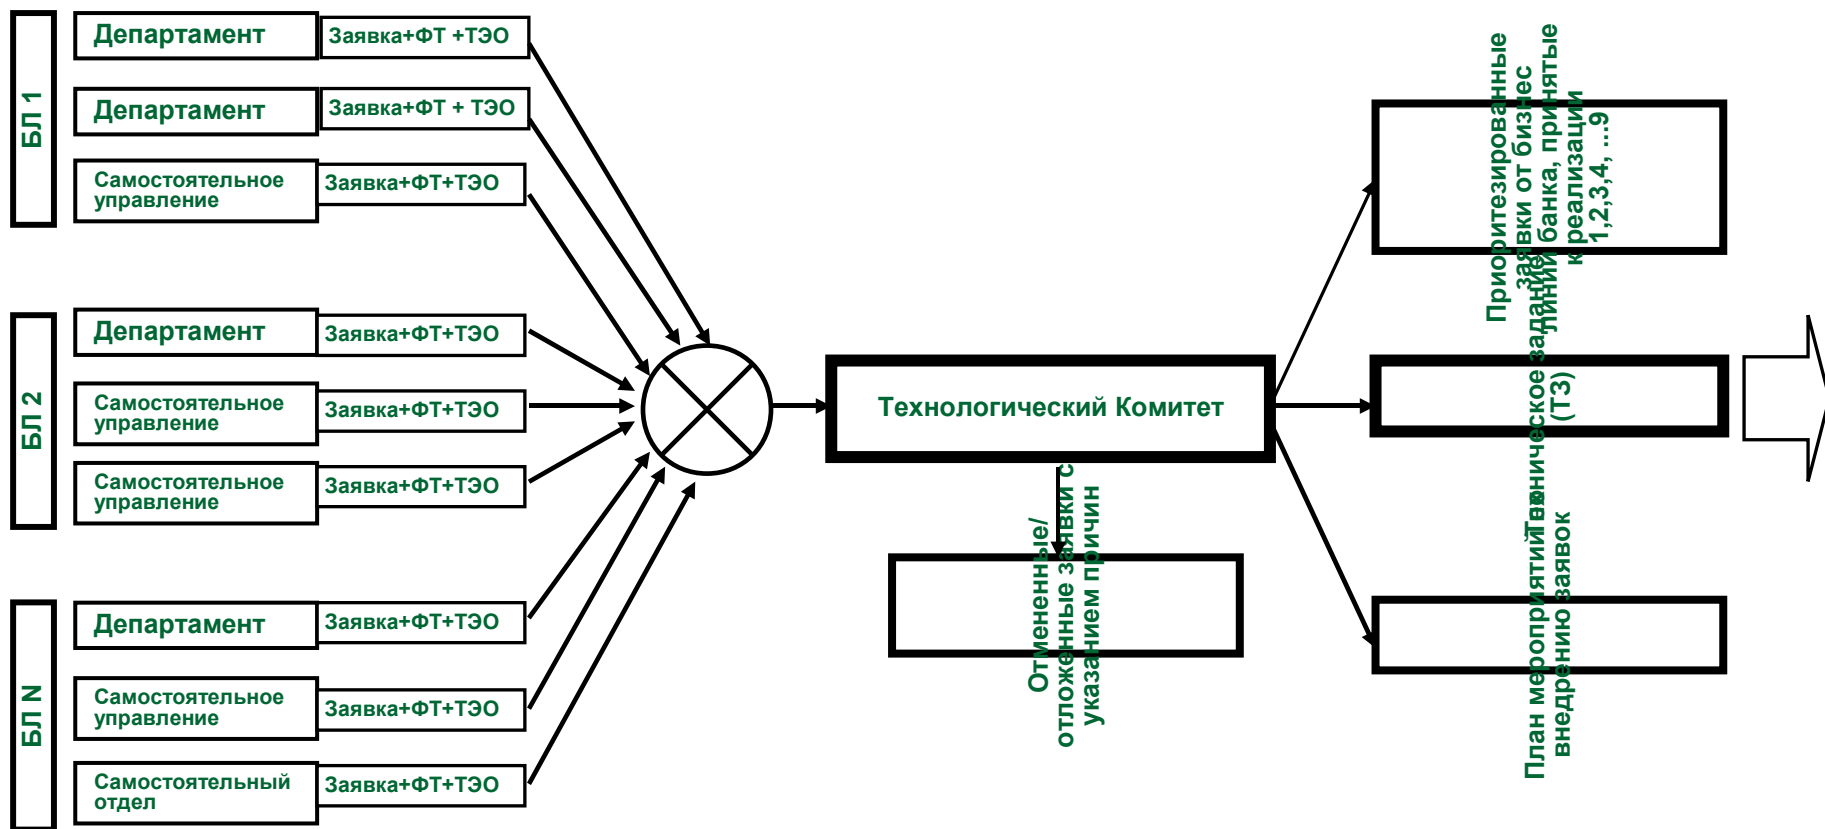 БЛ 1
Департамент
Заявка+ФТ +ТЭО
Департамент
Заявка+ФТ + ТЭО
Самостоятельное
управление
Заявка+ФТ+ТЭО
БЛ 2
Департамент
Заявка+ФТ+ТЭО
Самостоятельное
управление
Заявка+ФТ+ТЭО
Самостоятельное
управление
Заявка+ФТ+ТЭО
БЛ N
Департамент
Заявка+ФТ+ТЭО
Самостоятельное
управление
Заявка+ФТ+ТЭО
Самостоятельный
отдел
Заявка+ФТ+ТЭО
Технологический Комитет
Отмененные/
отложенные заявки с
указанием причин
Приоритезированные
заявки от бизнес
линий банка, принятые
к реализации
1,2,3,4, ...9
Техническое задание
(ТЗ)
План мероприятий по
внедрению заявок